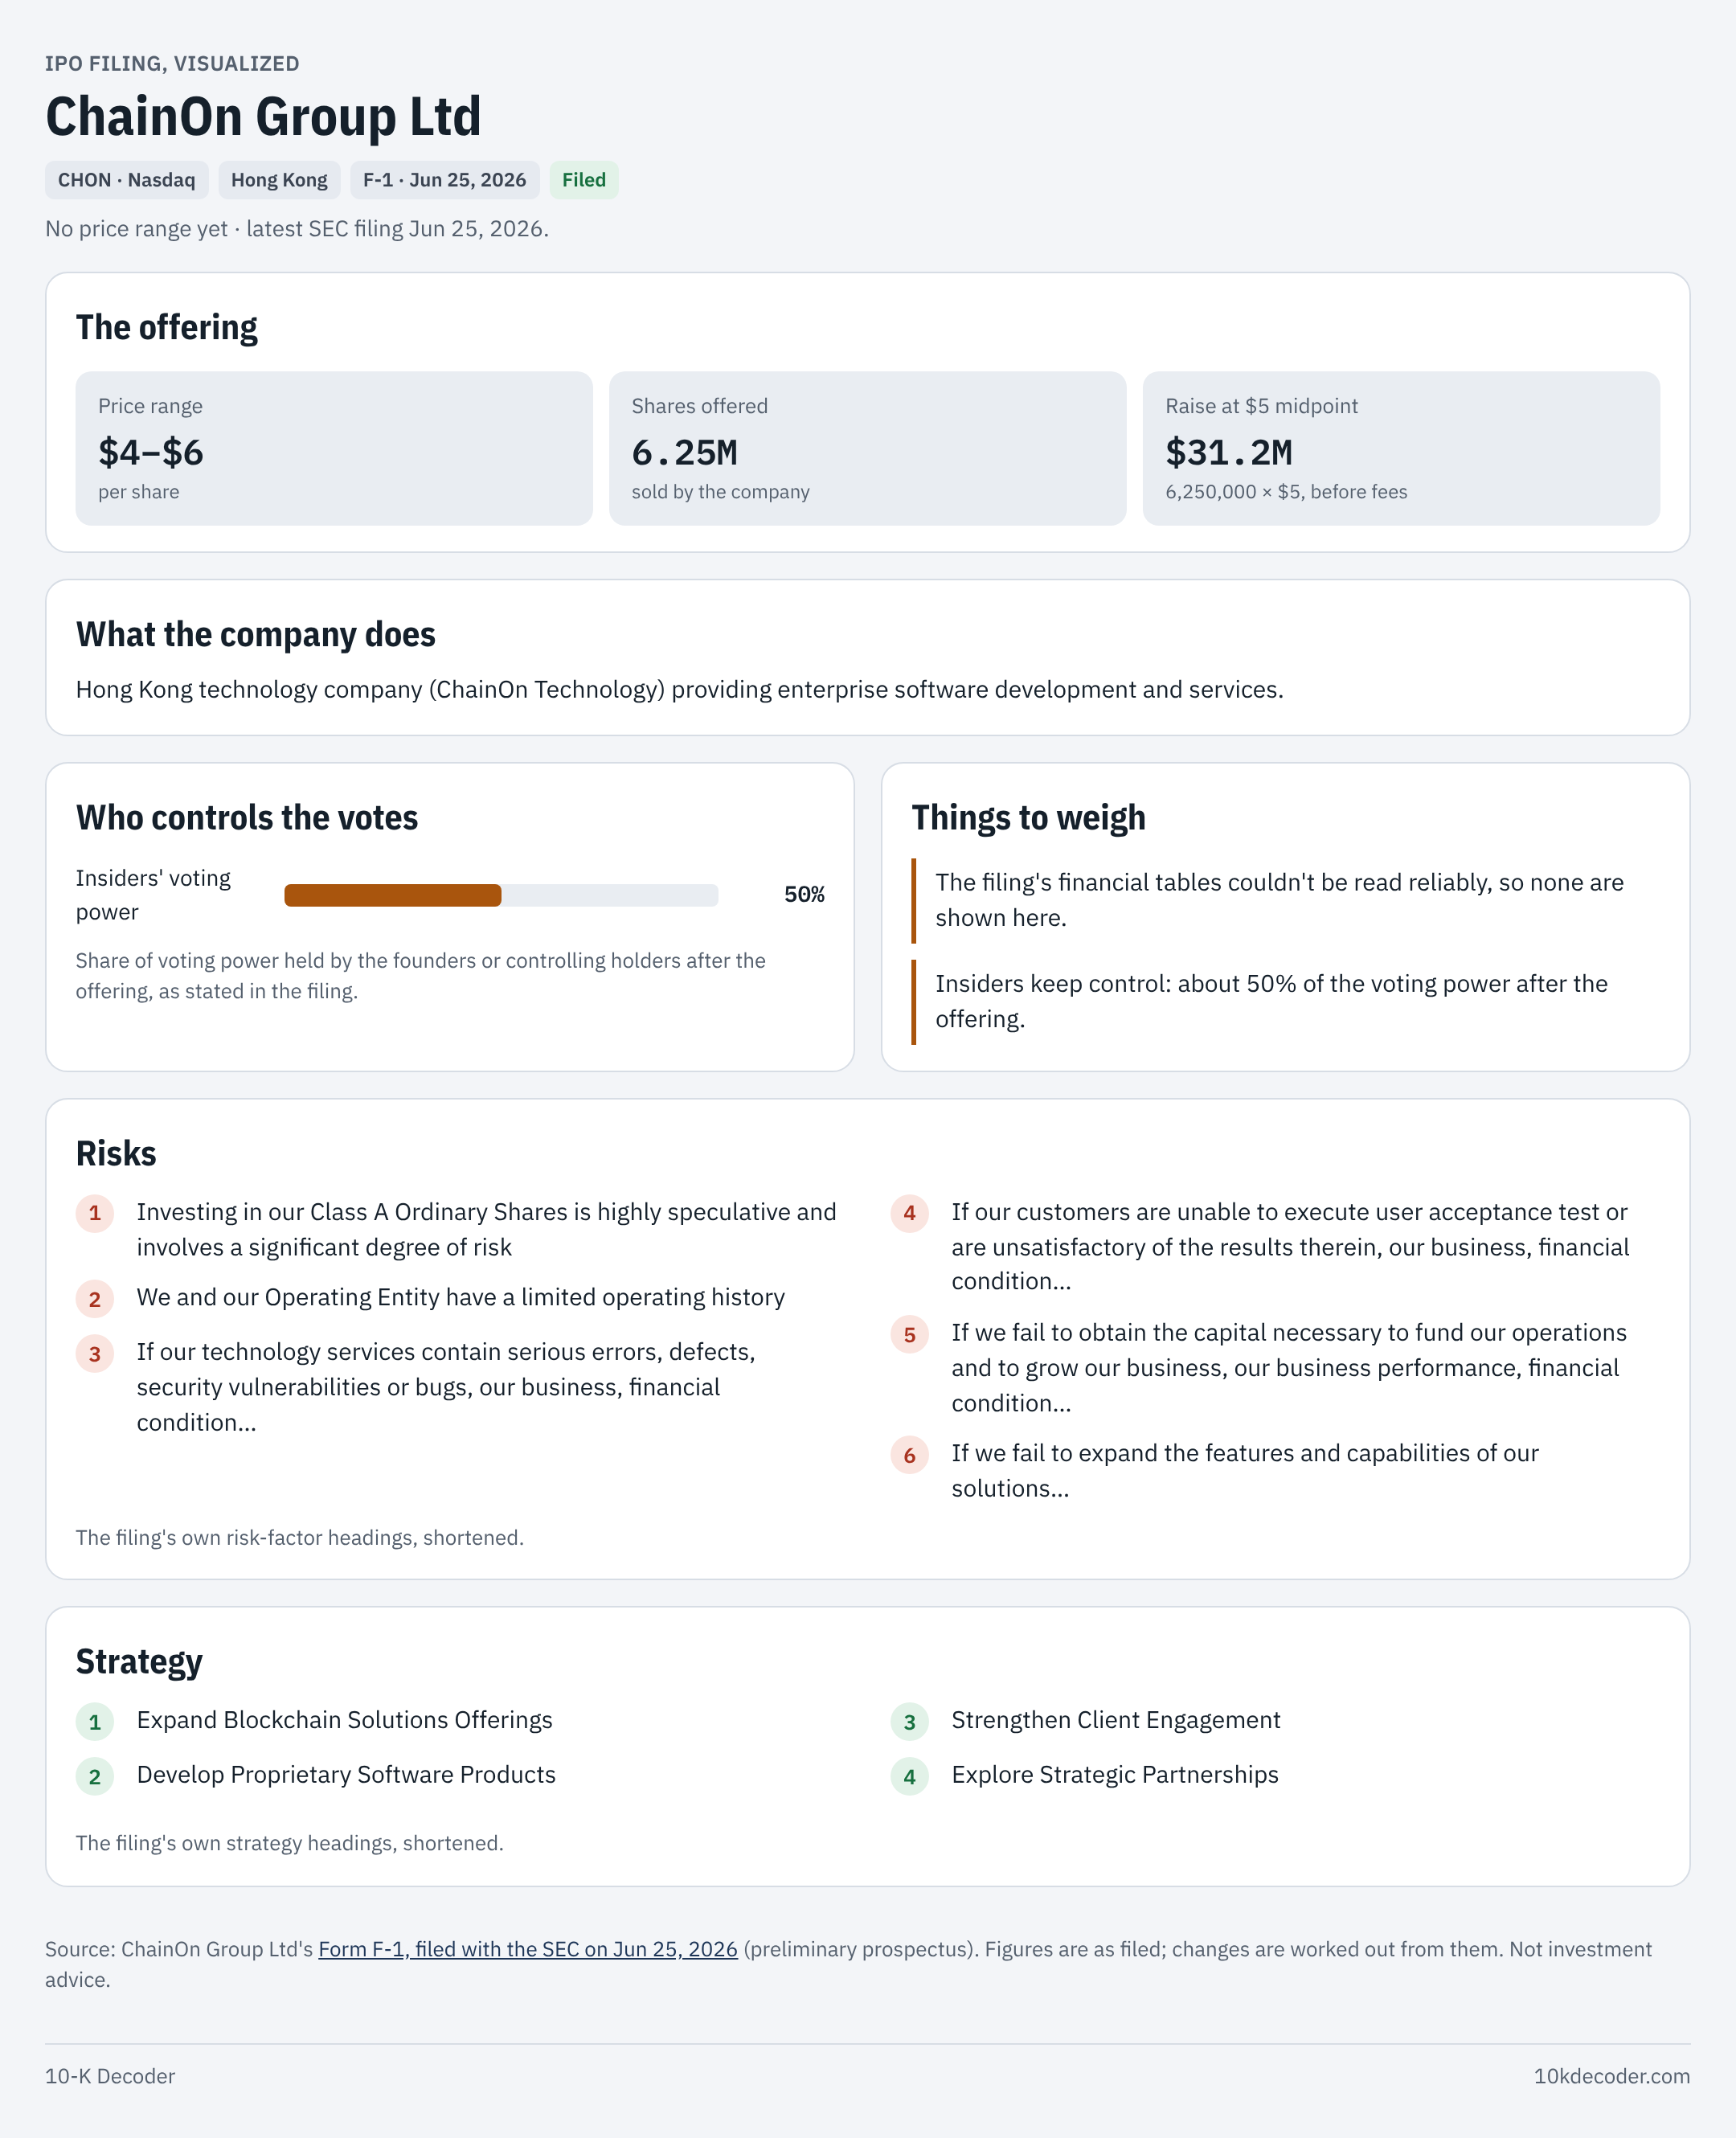 IPO FILING, VISUALIZED
ChainOn Group Ltd
CHON · Nasdaq
Hong Kong
F-1 · Jun 25, 2026
Filed
No price range yet · latest SEC filing Jun 25, 2026.
The offering
Price range
$4–$6
per share
Shares offered
6.25M
sold by the company
Raise at $5 midpoint
$31.2M
6,250,000 × $5, before fees
What the company does
Hong Kong technology company (ChainOn Technology) providing enterprise software development and services.
Who controls the votes
Insiders' voting
power
50%
Share of voting power held by the founders or controlling holders after the
offering, as stated in the filing.
Things to weigh
The filing's financial tables couldn't be read reliably, so none are
shown here.
Insiders keep control: about 50% of the voting power after the
offering.
Risks
1 Investing in our Class A Ordinary Shares is highly speculative and
involves a significant degree of risk
2 We and our Operating Entity have a limited operating history
3 If our technology services contain serious errors, defects,
security vulnerabilities or bugs, our business, financial
condition…
4 If our customers are unable to execute user acceptance test or
are unsatisfactory of the results therein, our business, financial
condition…
5 If we fail to obtain the capital necessary to fund our operations
and to grow our business, our business performance, financial
condition…
6 If we fail to expand the features and capabilities of our
solutions…
The filing's own risk-factor headings, shortened.
Strategy
1 Expand Blockchain Solutions Offerings
2 Develop Proprietary Software Products
3 Strengthen Client Engagement
4 Explore Strategic Partnerships
The filing's own strategy headings, shortened.
Source: ChainOn Group Ltd's Form F-1, filed with the SEC on Jun 25, 2026 (preliminary prospectus). Figures are as filed; changes are worked out from them. Not investment
advice.
10-K Decoder
10kdecoder.com